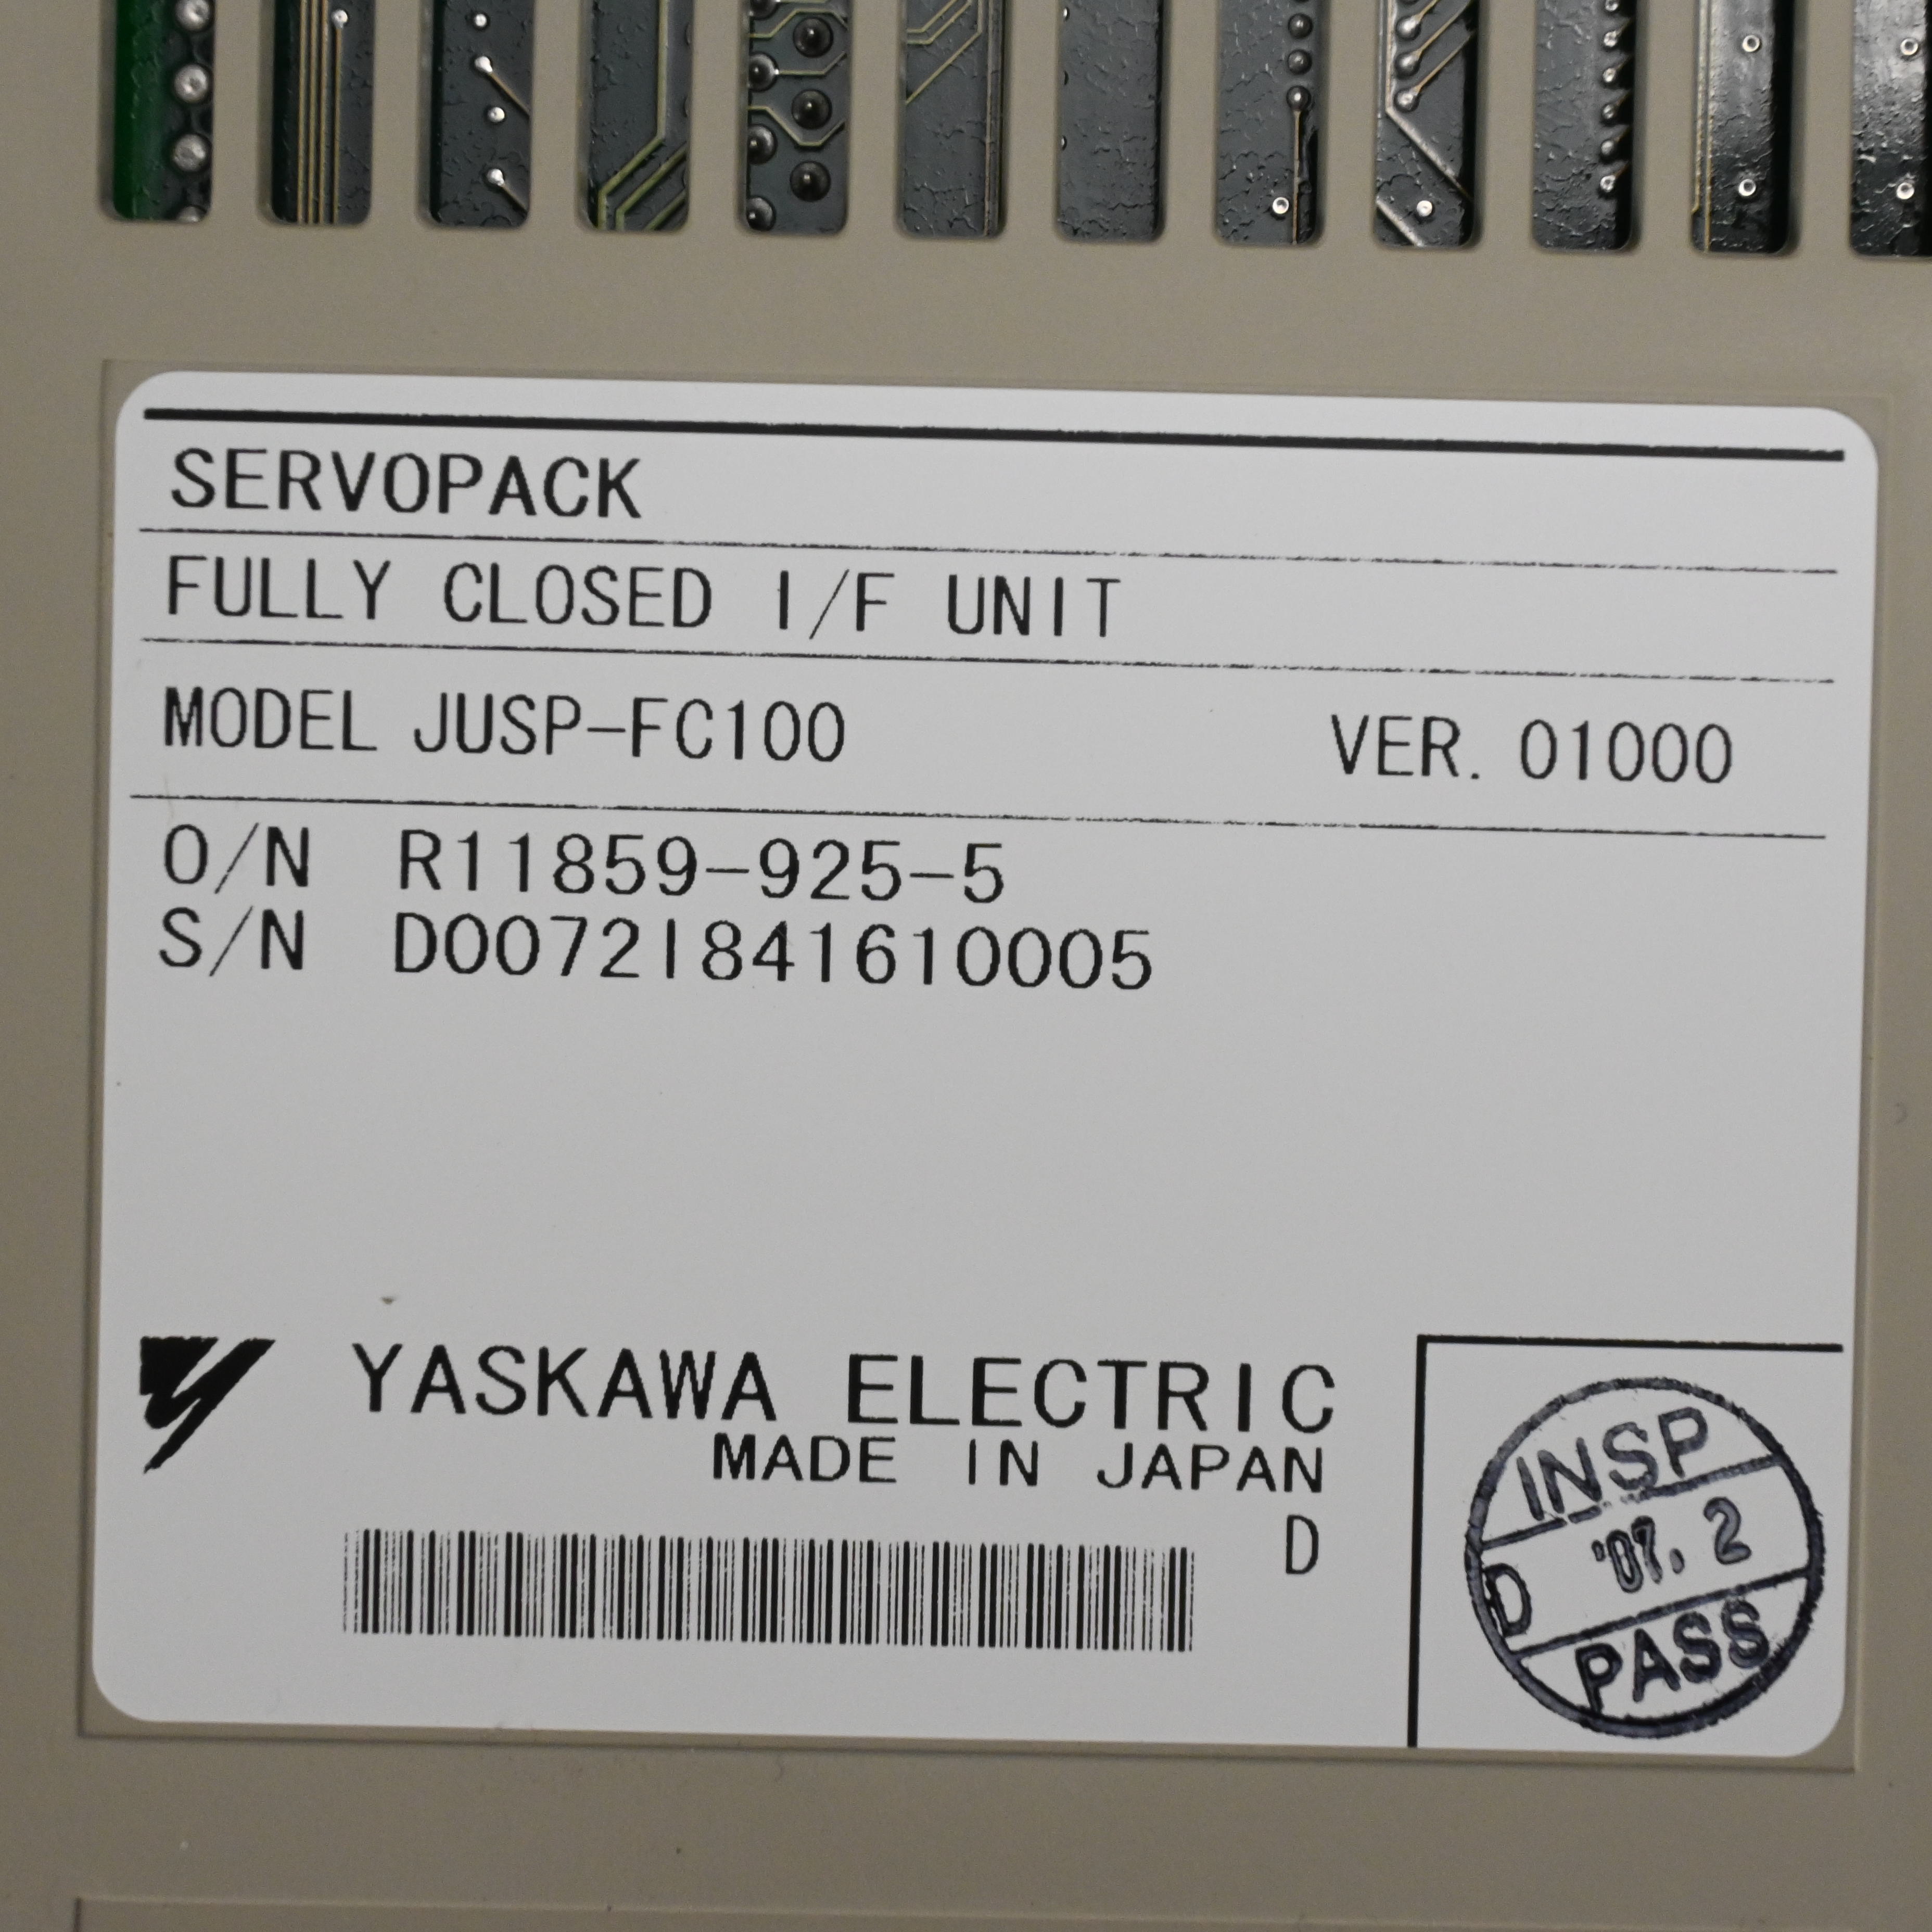 SERVOPACK
FULLY CLOSED I/F UNIT
MODEL JUSP-FC100 VER. 01000
O/N R11859-925-5
S/N D00721841610005
YASKAWA ELECTRIC
MADE IN JAPAN
D
INSP
D '07. 2
PASS